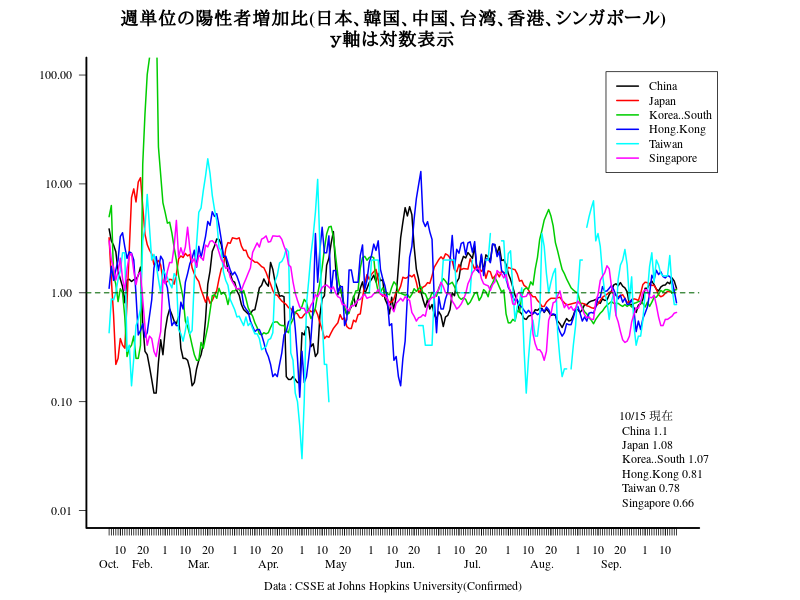 週単位の陽性者増加比(日本、韓国、中国、台湾、香港、シンガポール)
y軸は対数表示
100.00
10.00
1.00
0.10
0.01
China
Japan
Korea..South
Hong.Kong
Taiwan
Singapore
10/15 現在
China 1.1
Japan 1.08
Korea..South 1.07
Hong.Kong 0.81
Taiwan 0.78
Singapore 0.66
10 20 1 10 20 1 10 20 1 10 20 1 10 20 1 10 20 1 10 20 1 10 20 1 10
Oct. Feb. Mar. Apr. May Jun. Jul. Aug. Sep.
Data : CSSE at Johns Hopkins University(Confirmed)